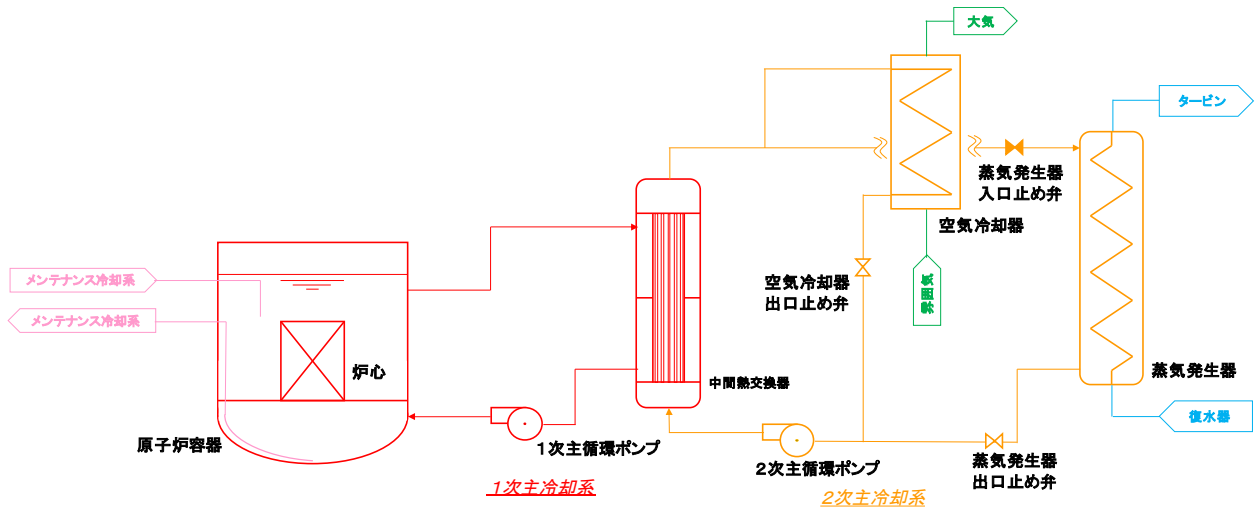 大気
タービン
蒸気発生器
入口止め弁
空気冷却器
メンテナンス冷却系
空気冷却器
出口止め弁
雰囲気
メンテナンス冷却系
炉心
中間熱交換器
蒸気発生器
復水器
原子炉容器
1次主循環ポンプ
2次主循環ポンプ
蒸気発生器
出口止め弁
1次主冷却系
2次主冷却系